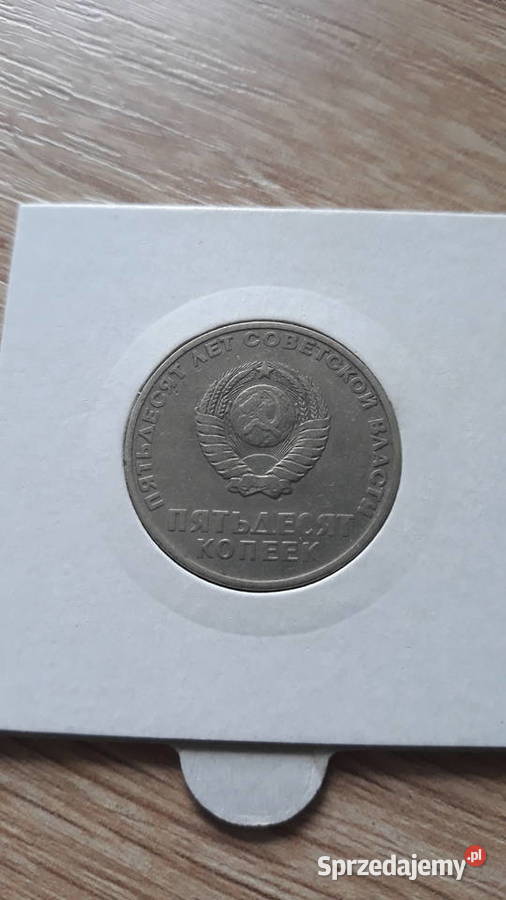 ПЯТЬДЕСЯТ ЛЕТ СОВЕТСКОЙ ВЛАСТИ
ПЯТЬДЕСЯТ
КОПЕЕК
Sprzedajemy.pl